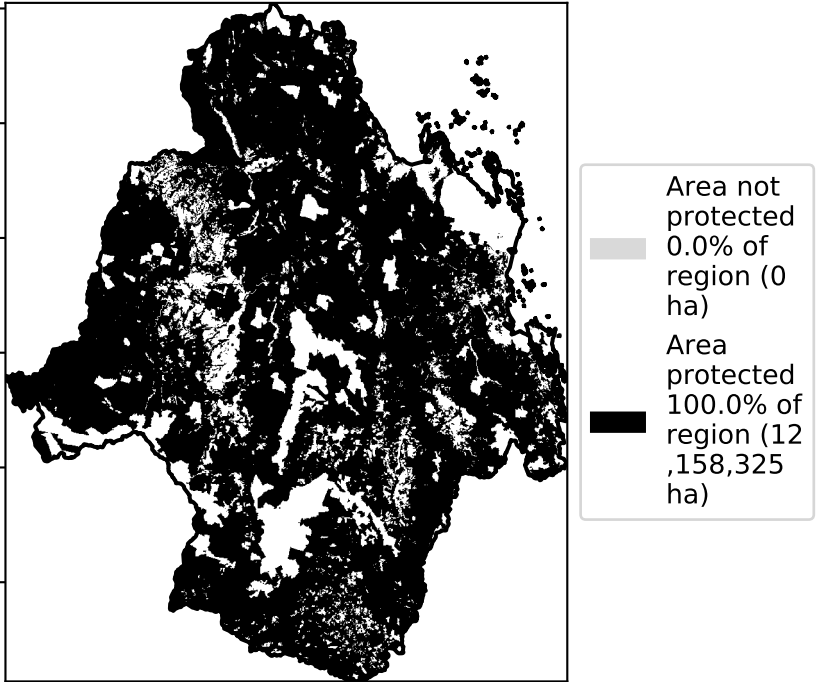 Area not
protected
0.0% of
region (0
ha)
Area
protected
100.0% of
region (12
,158,325
ha)